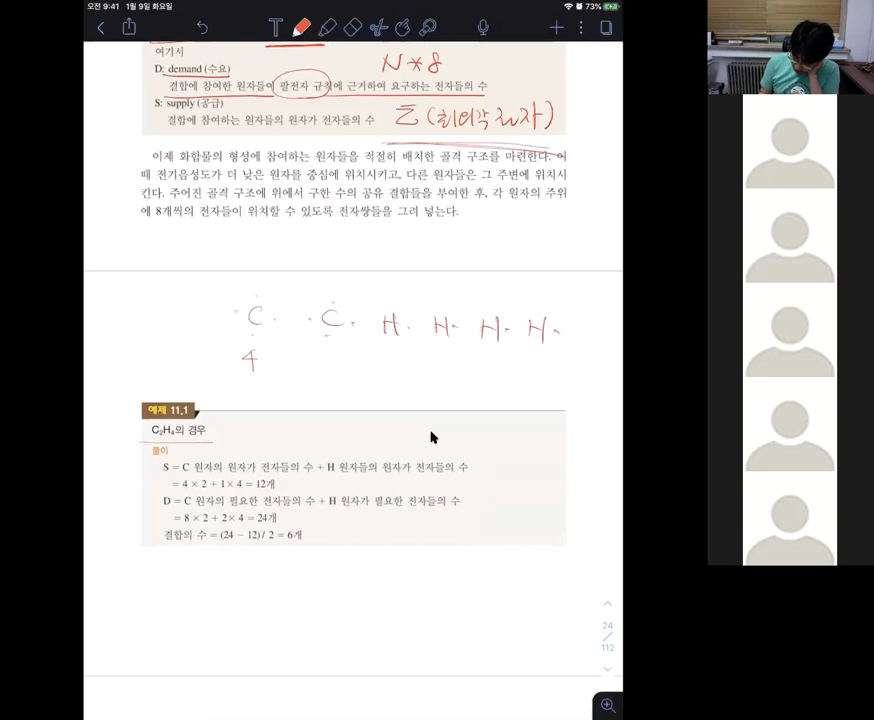 오전 9:41 1월 9일 화요일
73%
여기서
D: demand (수요)
N * 8
결합에 참여한 원자들이 팔전자 규칙에 근거하여 요구하는 전자들의 수
S: supply (공급)
결합에 참여하는 원자들의 원자가 전자들의 수
Σ (최외각 전자)
이제 화합물의 형성에 참여하는 원자들을 적절히 배치한 골격 구조를 마련한다. 이
때 전기음성도가 더 낮은 원자를 중심에 위치시키고, 다른 원자들은 그 주변에 위치시
킨다. 주어진 골격 구조에 위에서 구한 수의 공유 결합들을 부여한 후, 각 원자의 주위
에 8개씩의 전자들이 위치할 수 있도록 전자쌍들을 그려 넣는다.
C C H H H H
4
예제 11.1
C₂H₄의 경우
풀이
S = C 원자의 원자가 전자들의 수 + H 원자들의 원자가 전자들의 수
= 4 × 2 + 1 × 4 = 12개
D = C 원자의 필요한 전자들의 수 + H 원자가 필요한 전자들의 수
= 8 × 2 + 2 × 4 = 24개
결합의 수 = (24 − 12) / 2 = 6개
24
112